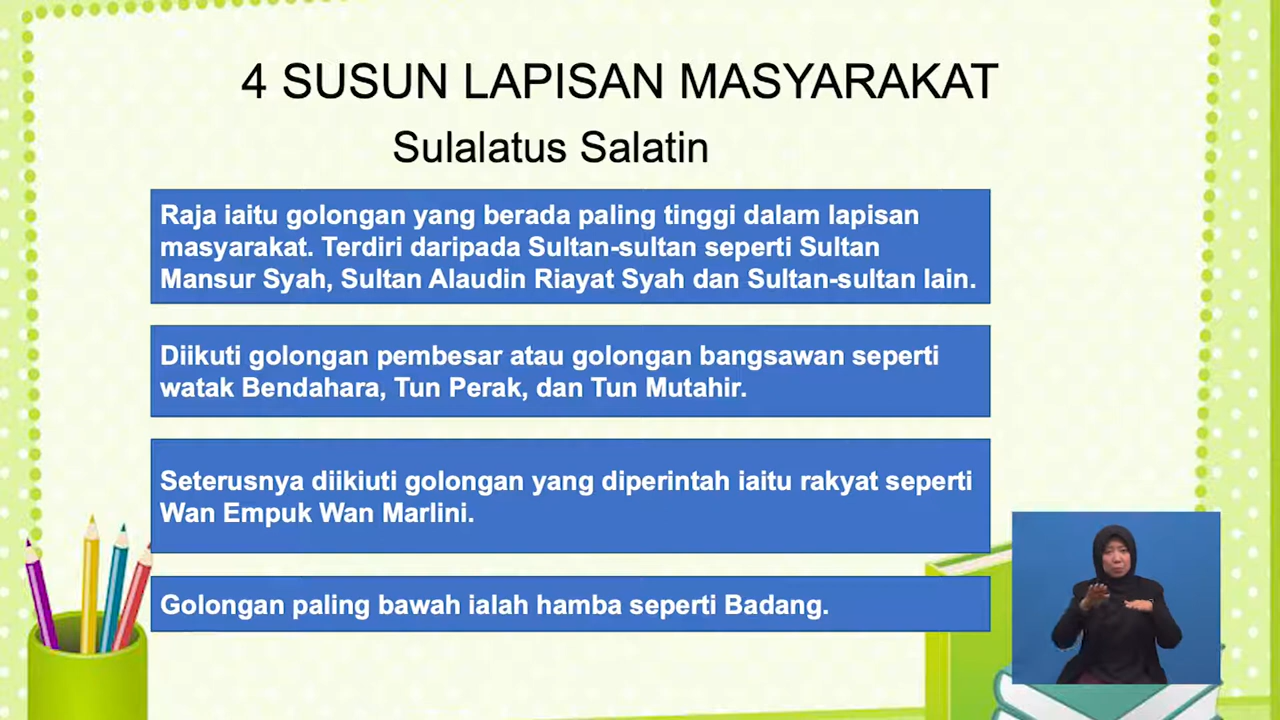 4 SUSUN LAPISAN MASYARAKAT
Sulalatus Salatin
Raja iaitu golongan yang berada paling tinggi dalam lapisan
masyarakat. Terdiri daripada Sultan-sultan seperti Sultan
Mansur Syah, Sultan Alaudin Riayat Syah dan Sultan-sultan lain.
Diikuti golongan pembesar atau golongan bangsawan seperti
watak Bendahara, Tun Perak, dan Tun Mutahir.
Seterusnya diikiuti golongan yang diperintah iaitu rakyat seperti
Wan Empuk Wan Marlini.
Golongan paling bawah ialah hamba seperti Badang.